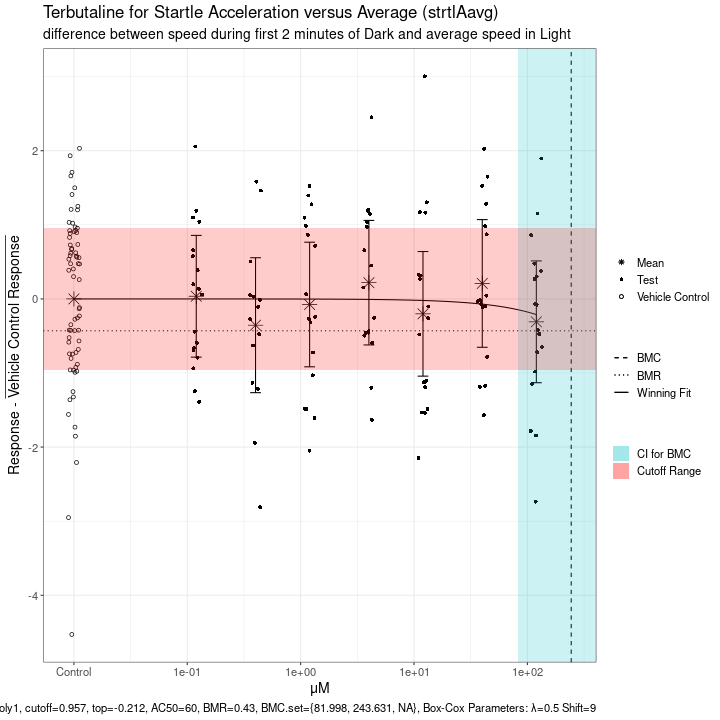 Terbutaline for Startle Acceleration versus Average (strtlAavg)
difference between speed during first 2 minutes of Dark and average speed in Light
Response - Vehicle Control Response
2
0
-2
-4
Control
1e-01
1e+00
1e+01
1e+02
μM
Mean
Test
Vehicle Control
BMC
BMR
Winning Fit
CI for BMC
Cutoff Range
oly1, cutoff=0.957, top=-0.212, AC50=60, BMR=0.43, BMC.set={81.998, 243.631, NA}, Box-Cox Parameters: λ=0.5 Shift=9